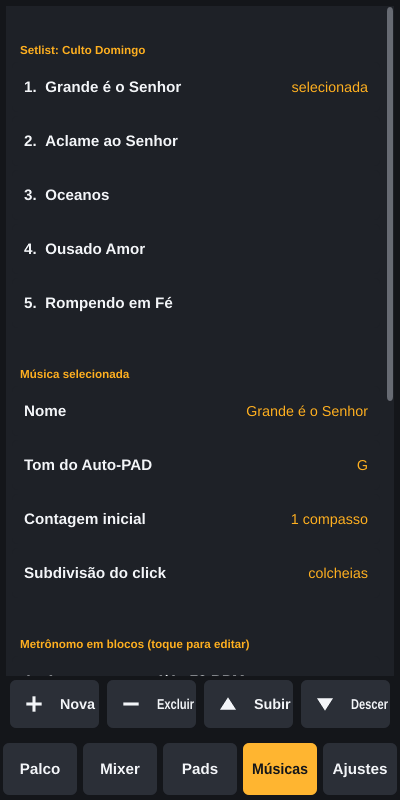 Setlist: Culto Domingo
1. Grande é o Senhor selecionada
2. Aclame ao Senhor
3. Oceanos
4. Ousado Amor
5. Rompendo em Fé
Música selecionada
Nome Grande é o Senhor
Tom do Auto-PAD G
Contagem inicial 1 compasso
Subdivisão do click colcheias
Metrônomo em blocos (toque para editar)
Nova Excluir Subir Descer
Palco Mixer Pads Músicas Ajustes